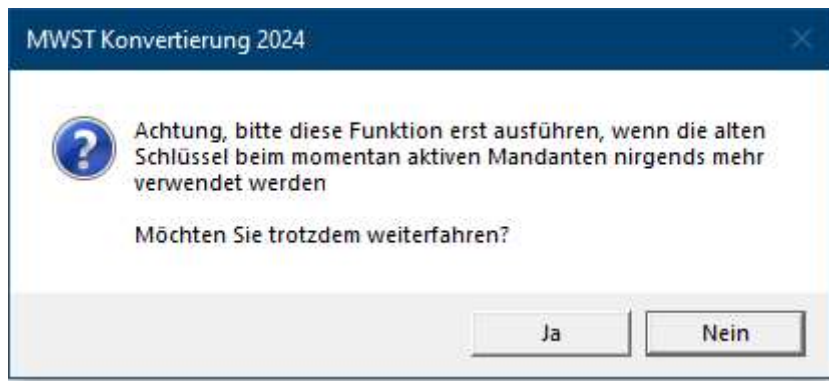 MWST Konvertierung 2024
Achtung, bitte diese Funktion erst ausführen, wenn die alten
Schlüssel beim momentan aktiven Mandanten nirgends mehr
verwendet werden
Möchten Sie trotzdem weiterfahren?
Ja
Nein